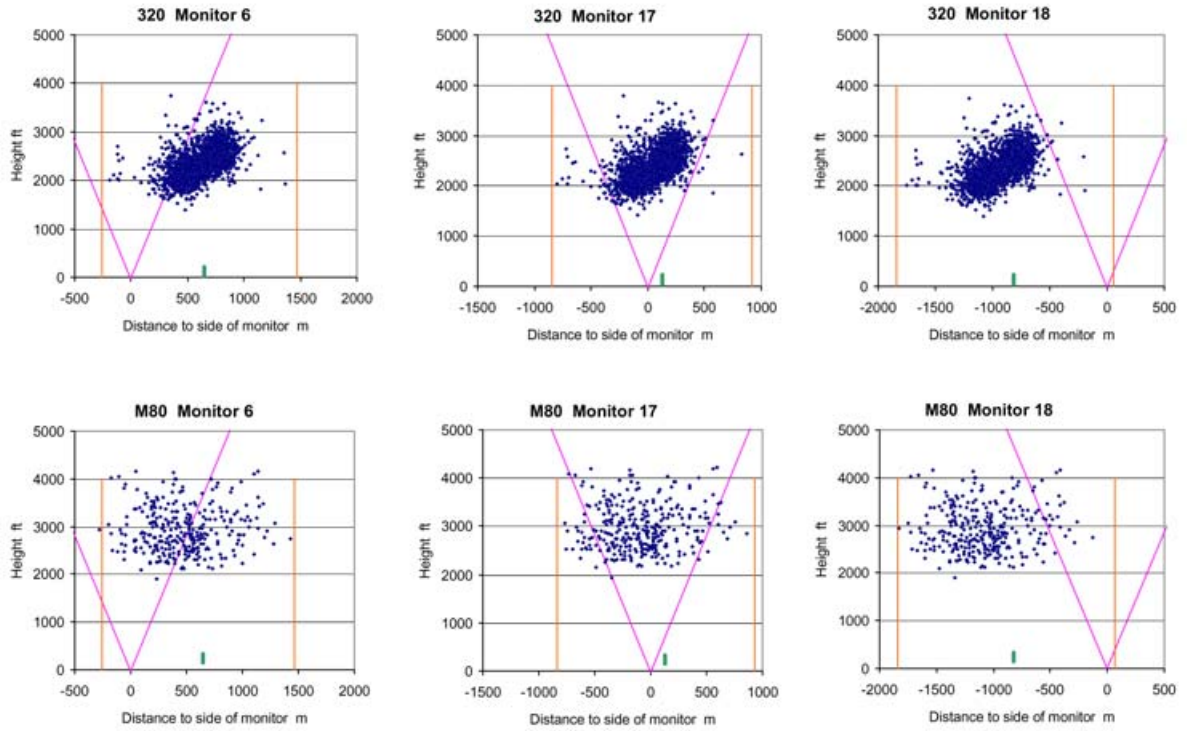 320 Monitor 6
5000
4000
3000
2000
1000
0
Height ft
-500 0 500 1000 1500 2000
Distance to side of monitor m
320 Monitor 17
5000
4000
3000
2000
1000
0
Height ft
-1500 -1000 -500 0 500 1000
Distance to side of monitor m
320 Monitor 18
5000
4000
3000
2000
1000
0
Height ft
-2000 -1500 -1000 -500 0 500
Distance to side of monitor m
M80 Monitor 6
5000
4000
3000
2000
1000
0
Height ft
-500 0 500 1000 1500 2000
Distance to side of monitor m
M80 Monitor 17
5000
4000
3000
2000
1000
0
Height ft
-1500 -1000 -500 0 500 1000
Distance to side of monitor m
M80 Monitor 18
5000
4000
3000
2000
1000
0
Height ft
-2000 -1500 -1000 -500 0 500
Distance to side of monitor m